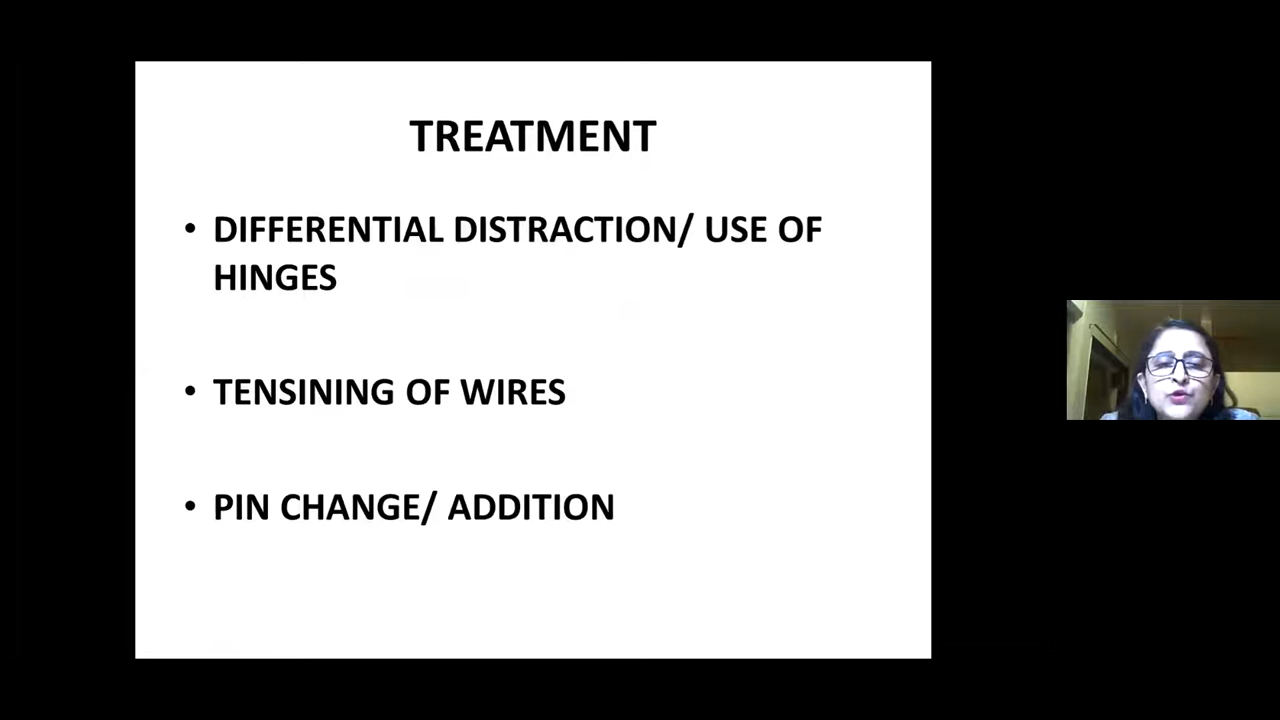 TREATMENT
• DIFFERENTIAL DISTRACTION/ USE OF
HINGES
• TENSINING OF WIRES
• PIN CHANGE/ ADDITION